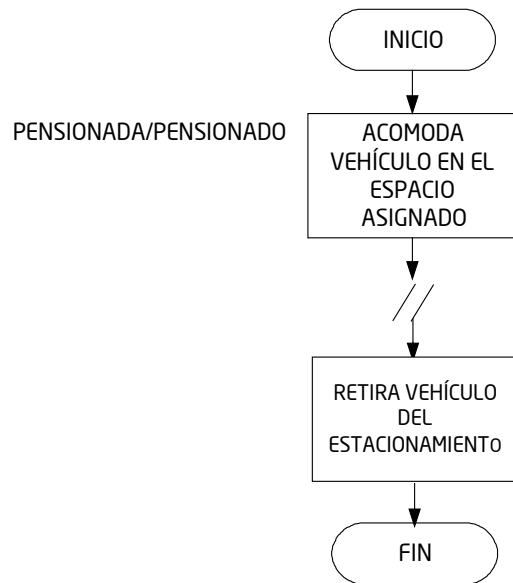 INICIO
PENSIONADA/PENSIONADO
ACOMODA
VEHÍCULO EN EL
ESPACIO
ASIGNADO
RETIRA VEHÍCULO
DEL
ESTACIONAMIENTO
FIN